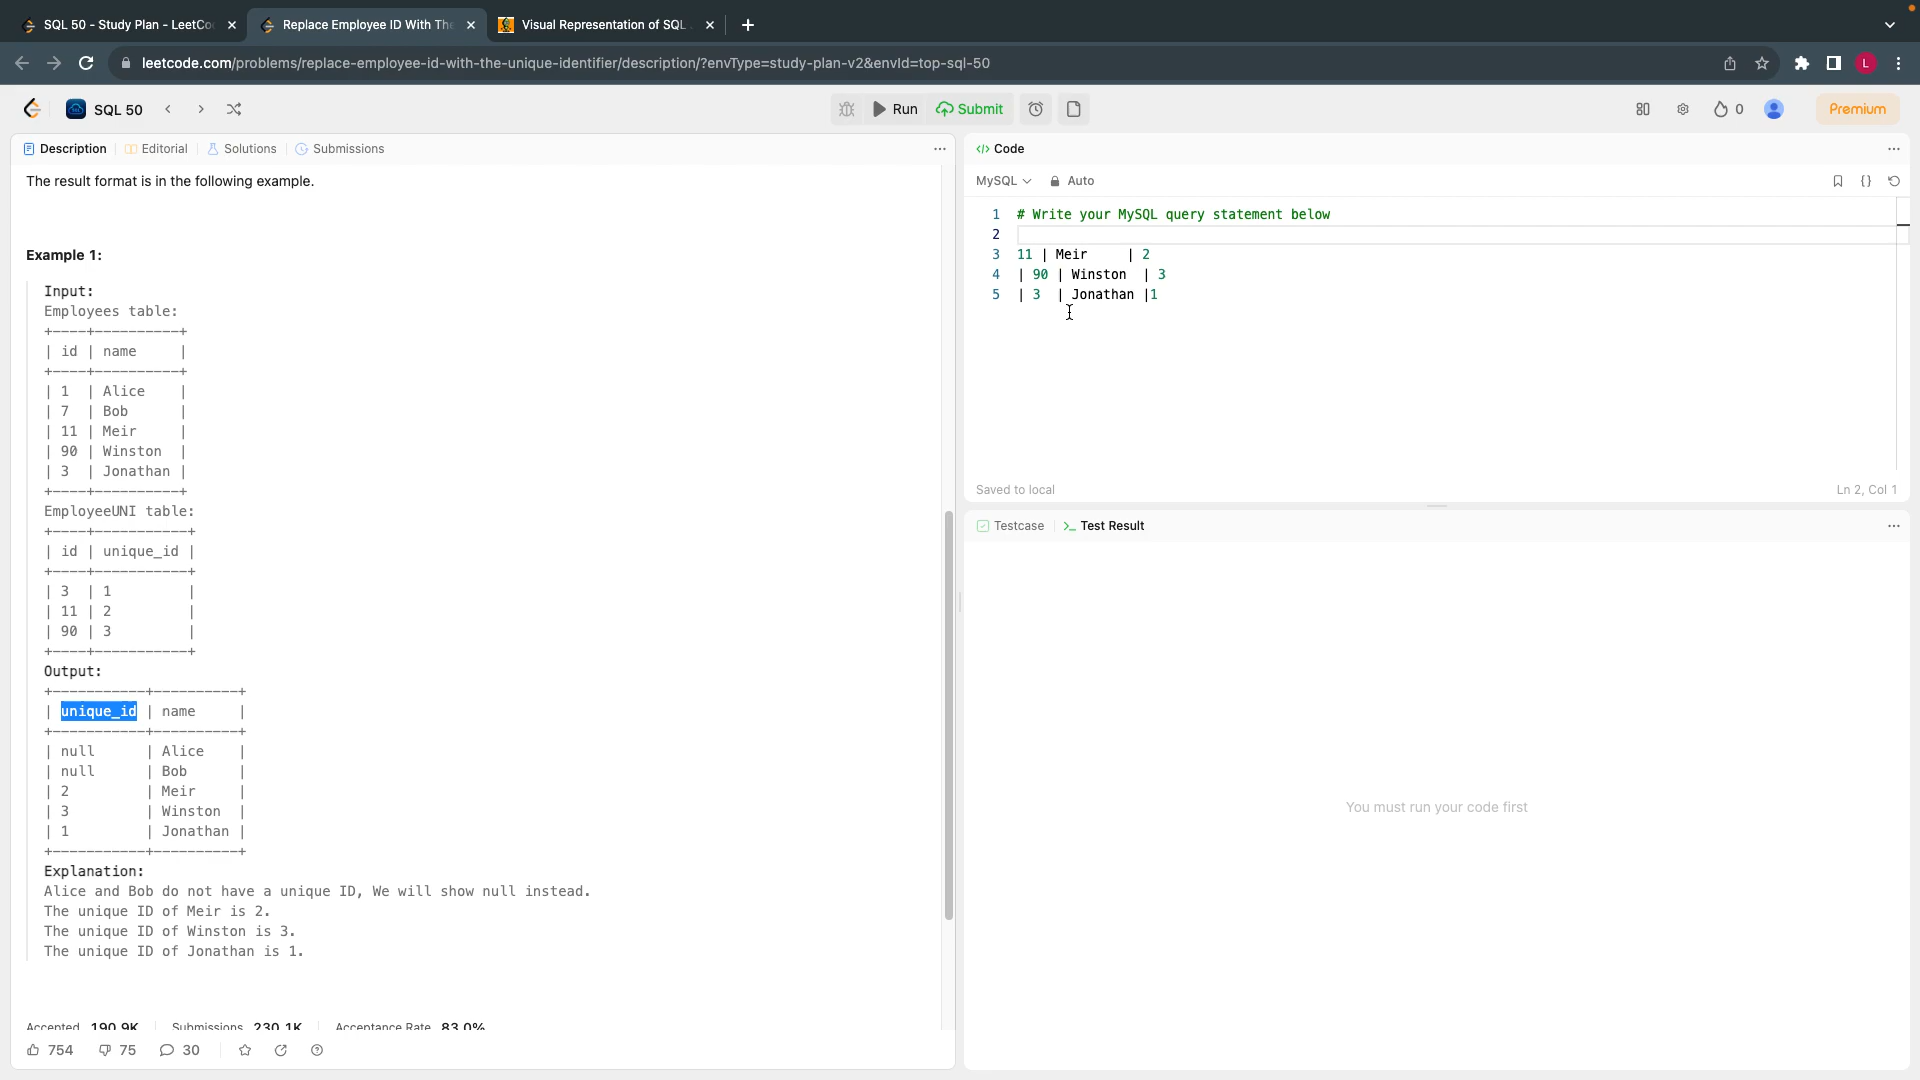 SQL 50 - Study Plan - LeetCo
Replace Employee ID With The
Visual Representation of SQL
leetcode.com/problems/replace-employee-id-with-the-unique-identifier/description/?envType=study-plan-v2&envId=top-sql-50
L
SQL 50
Run
Submit
0
Premium
Description
Editorial
Solutions
Submissions
The result format is in the following example.
Example 1:
Input:
Employees table:
+----+----------+
| id | name     |
+----+----------+
| 1  | Alice    |
| 7  | Bob      |
| 11 | Meir     |
| 90 | Winston  |
| 3  | Jonathan |
+----+----------+
EmployeeUNI table:
+----+-----------+
| id | unique_id |
+----+-----------+
| 3  | 1         |
| 11 | 2         |
| 90 | 3         |
+----+-----------+
Output:
+-----------+----------+
| unique_id | name     |
+-----------+----------+
| null      | Alice    |
| null      | Bob      |
| 2         | Meir     |
| 3         | Winston  |
| 1         | Jonathan |
+-----------+----------+
Explanation:
Alice and Bob do not have a unique ID, We will show null instead.
The unique ID of Meir is 2.
The unique ID of Winston is 3.
The unique ID of Jonathan is 1.
Accepted 190.9K Submissions 230.1K Acceptance Rate 83.0%
754 75 30
</> Code
MySQL Auto
1 # Write your MySQL query statement below
2
3 11 | Meir     | 2
4 | 90 | Winston  | 3
5 | 3  | Jonathan |1
Saved to local
Ln 2, Col 1
Testcase
>_ Test Result
You must run your code first